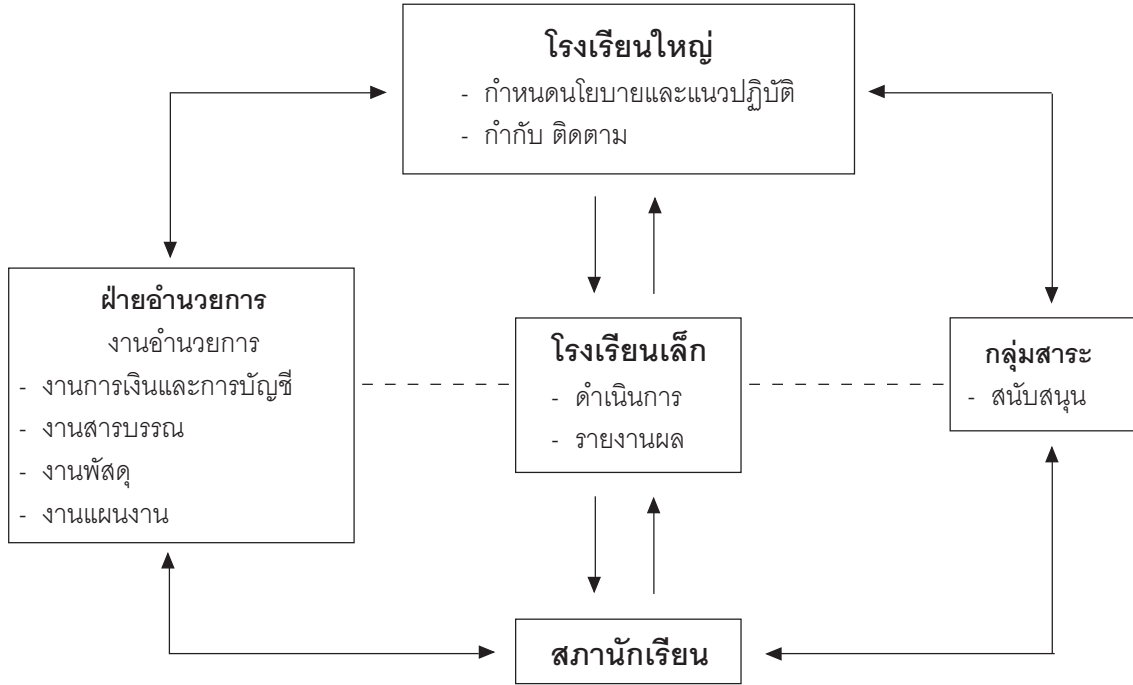 โรงเรียนใหญ่
- กำหนดนโยบายและแนวปฏิบัติ
- กำกับ ติดตาม
ฝ่ายอำนวยการ
งานอำนวยการ
- งานการเงินและการบัญชี
- งานสารบรรณ
- งานพัสดุ
- งานแผนงาน
โรงเรียนเล็ก
- ดำเนินการ
- รายงานผล
กลุ่มสาระ
- สนับสนุน
สภานักเรียน